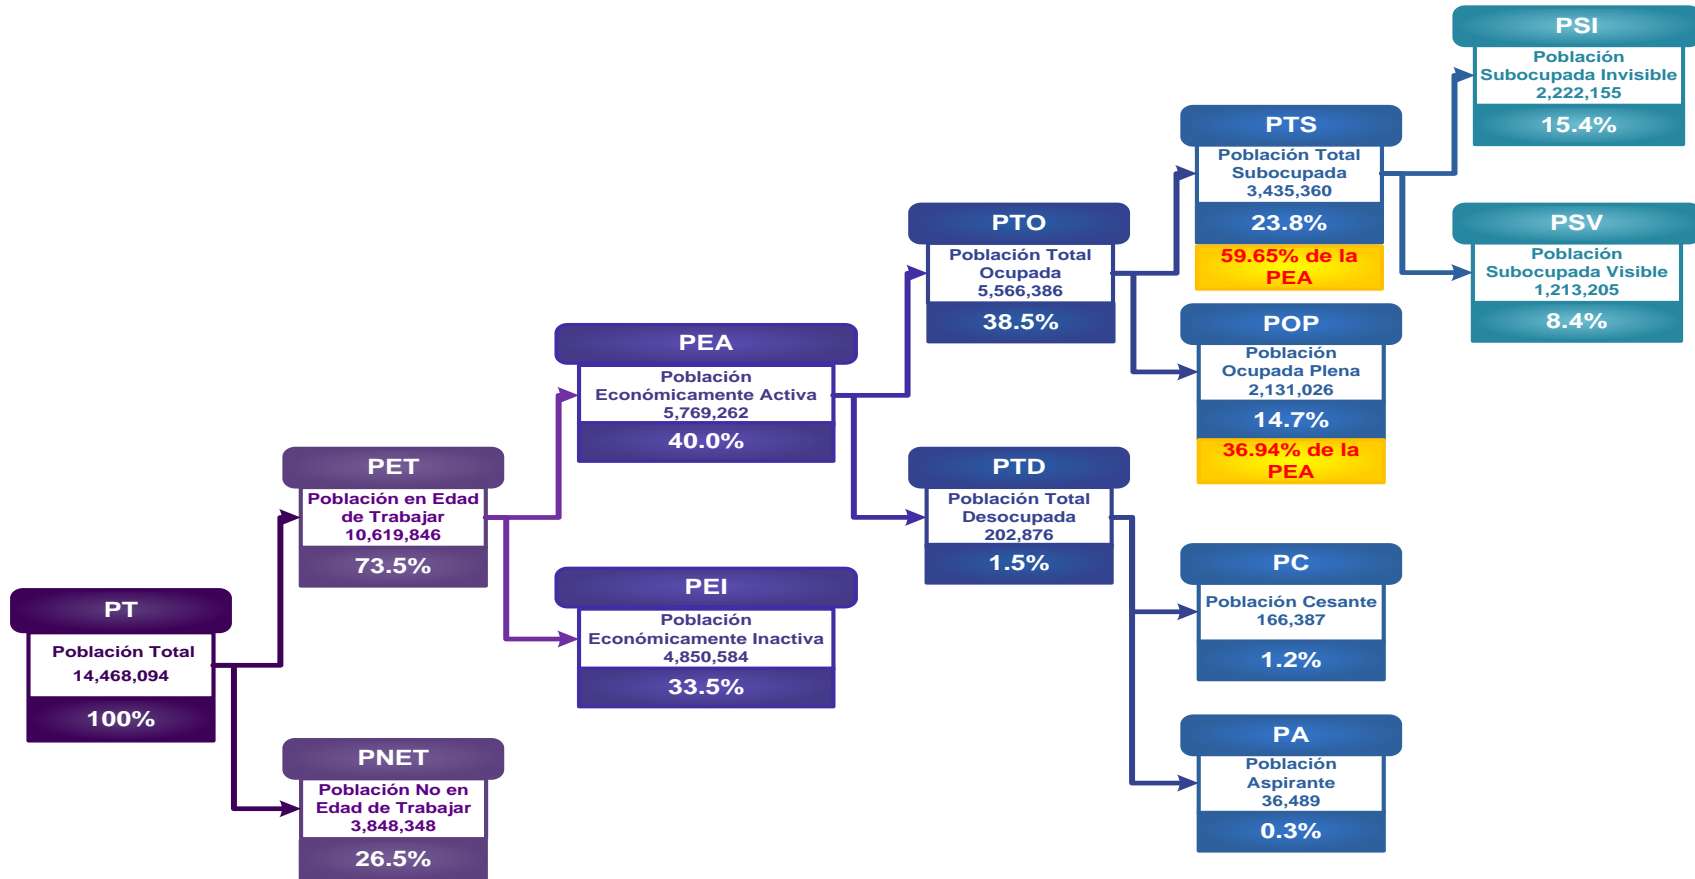 PT
Población Total
14,468,094
100%
PET
Población en Edad
de Trabajar
10,619,846
73.5%
PNET
Población No en
Edad de Trabajar
3,848,348
26.5%
PEA
Población
Económicamente Activa
5,769,262
40.0%
PEI
Población
Económicamente Inactiva
4,850,584
33.5%
PTO
Población Total
Ocupada
5,566,386
38.5%
PTD
Población Total
Desocupada
202,876
1.5%
PTS
Población Total
Subocupada
3,435,360
23.8%
59.65% de la
PEA
POP
Población
Ocupada Plena
2,131,026
14.7%
36.94% de la
PEA
PC
Población Cesante
166,387
1.2%
PA
Población
Aspirante
36,489
0.3%
PSI
Población
Subocupada Invisible
2,222,155
15.4%
PSV
Población
Subocupada Visible
1,213,205
8.4%